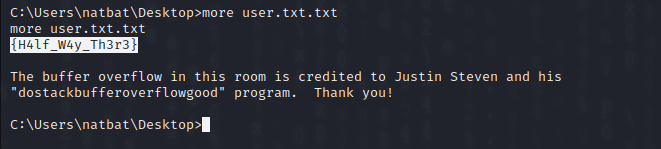 C:\Users\natbat\Desktop>more user.txt.txt
more user.txt.txt
{H4lf_W4y_Th3r3}
The buffer overflow in this room is credited to Justin Steven and his
"dostackbufferoverflowgood" program.  Thank you!
C:\Users\natbat\Desktop>